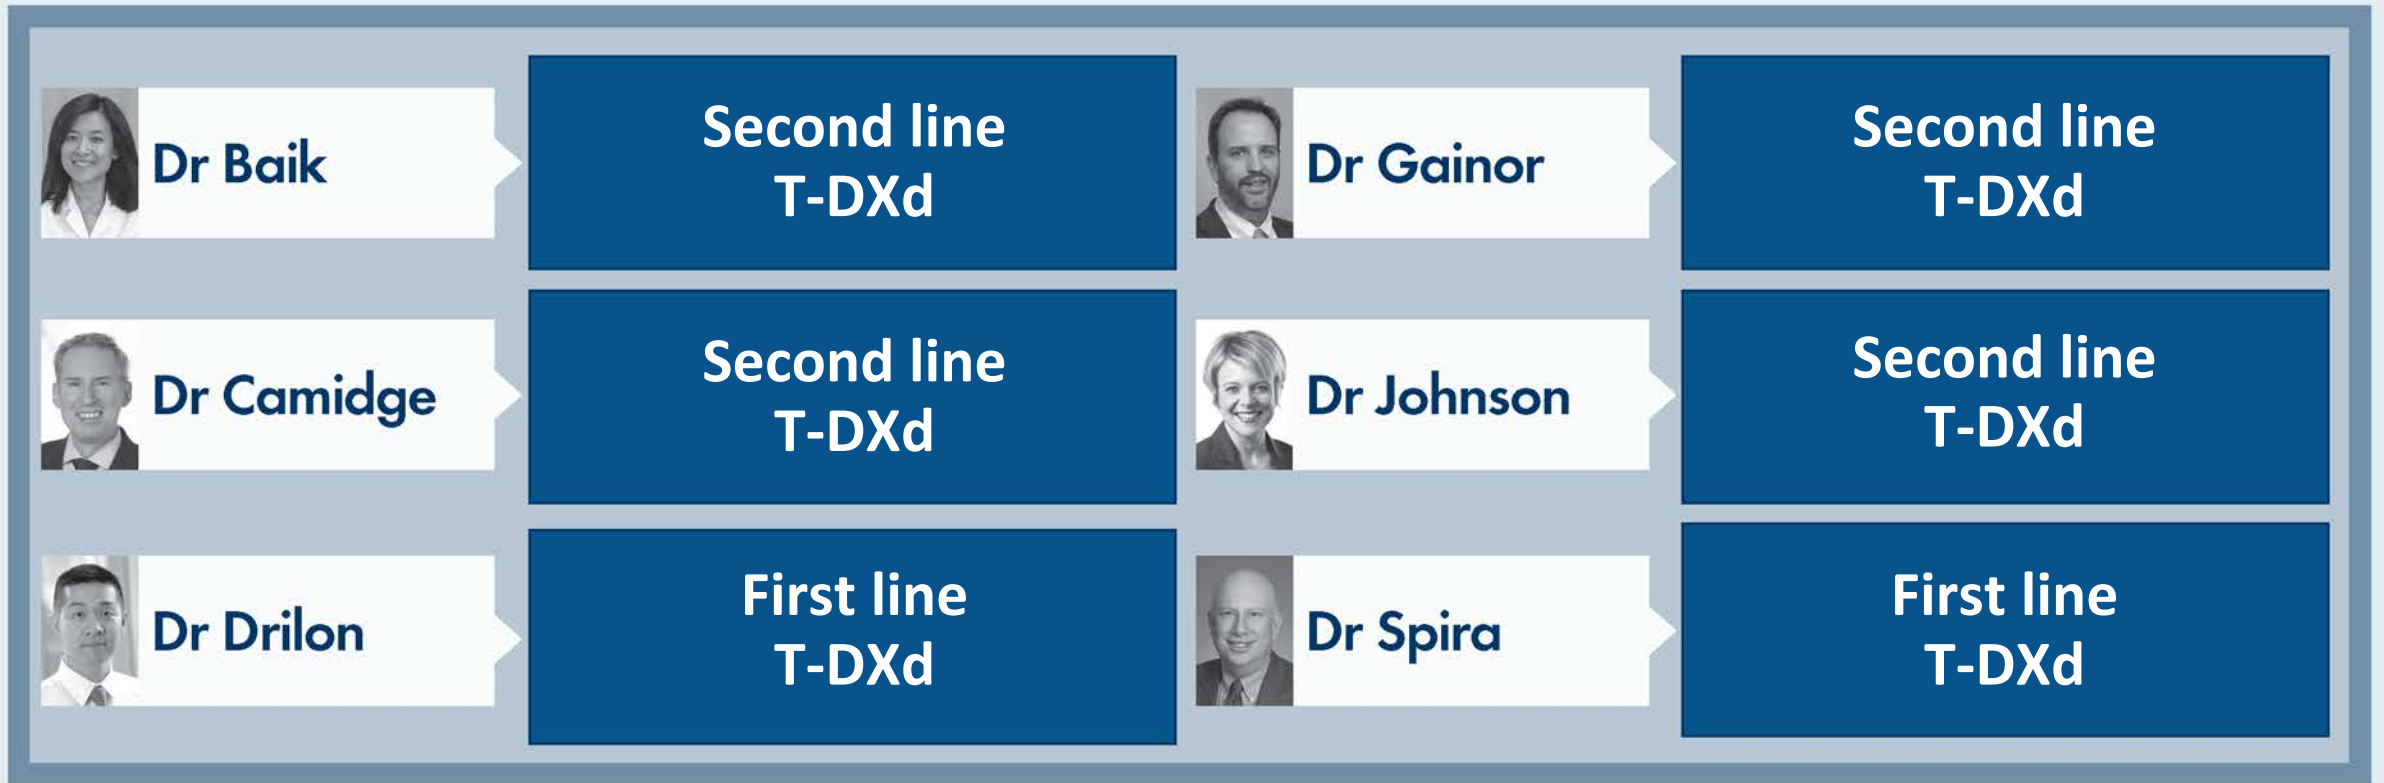 Dr Baik
Second line
T-DXd
Dr Gainor
Second line
T-DXd
Dr Camidge
Second line
T-DXd
Dr Johnson
Second line
T-DXd
Dr Drilon
First line
T-DXd
Dr Spira
First line
T-DXd